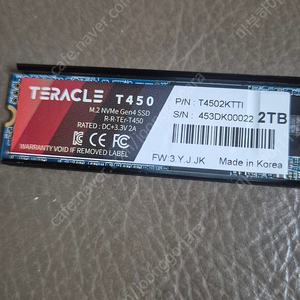 TERACLE T450
M.2 NVMe Gen4 SSD
R-R-TEr-T450
RATED : DC+3.3V 2A
WARRANTY VOID IF REMOVED LABEL
P/N : T4502KTTI
S/N : 453DK00022
2TB
FW:3.Y.J.JK
Made in Korea